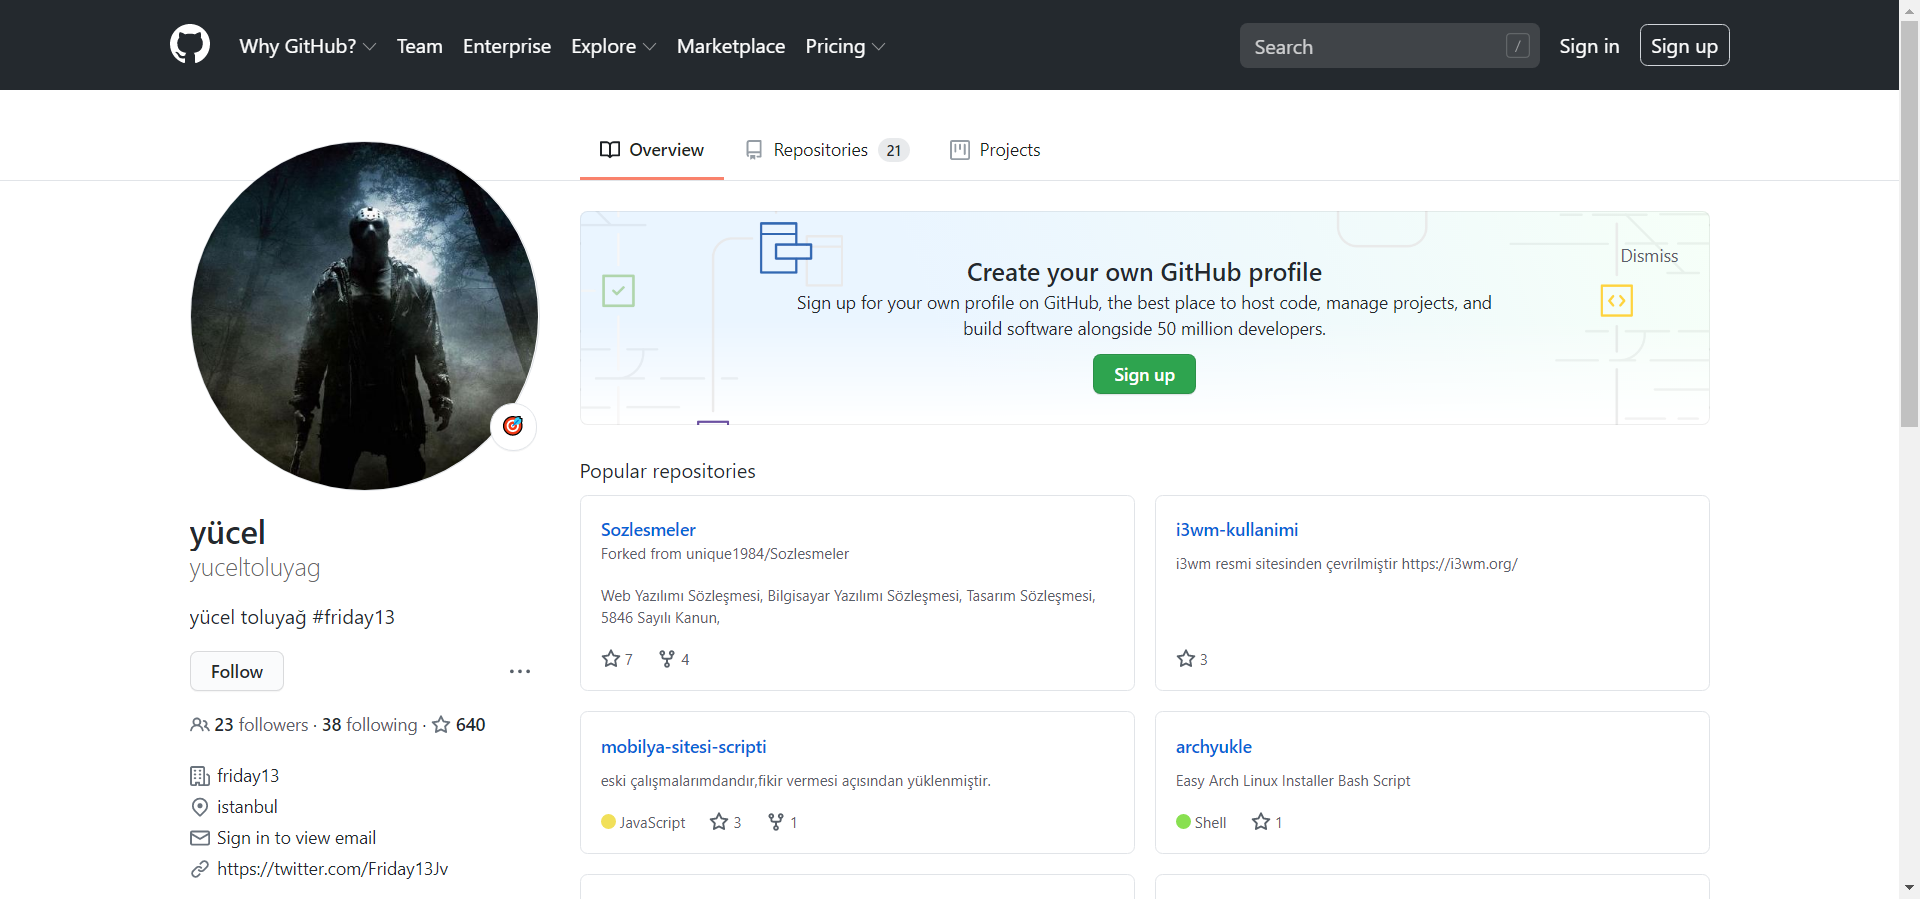 Why GitHub? Team Enterprise Explore Marketplace Pricing Search / Sign in Sign up
Overview Repositories 21 Projects
Create your own GitHub profile
Dismiss
Sign up for your own profile on GitHub, the best place to host code, manage projects, and
build software alongside 50 million developers.
Sign up
yücel
yuceltoluyag
yücel toluyağ #friday13
Follow
23 followers · 38 following · 640
friday13
istanbul
Sign in to view email
https://twitter.com/Friday13Jv
Popular repositories
Sozlesmeler
Forked from unique1984/Sozlesmeler
Web Yazılımı Sözleşmesi, Bilgisayar Yazılımı Sözleşmesi, Tasarım Sözleşmesi,
5846 Sayılı Kanun,
7 4
i3wm-kullanimi
i3wm resmi sitesinden çevrilmiştir https://i3wm.org/
3
mobilya-sitesi-scripti
eski çalışmalarımdandır,fikir vermesi açısından yüklenmiştir.
JavaScript 3 1
archyukle
Easy Arch Linux Installer Bash Script
Shell 1